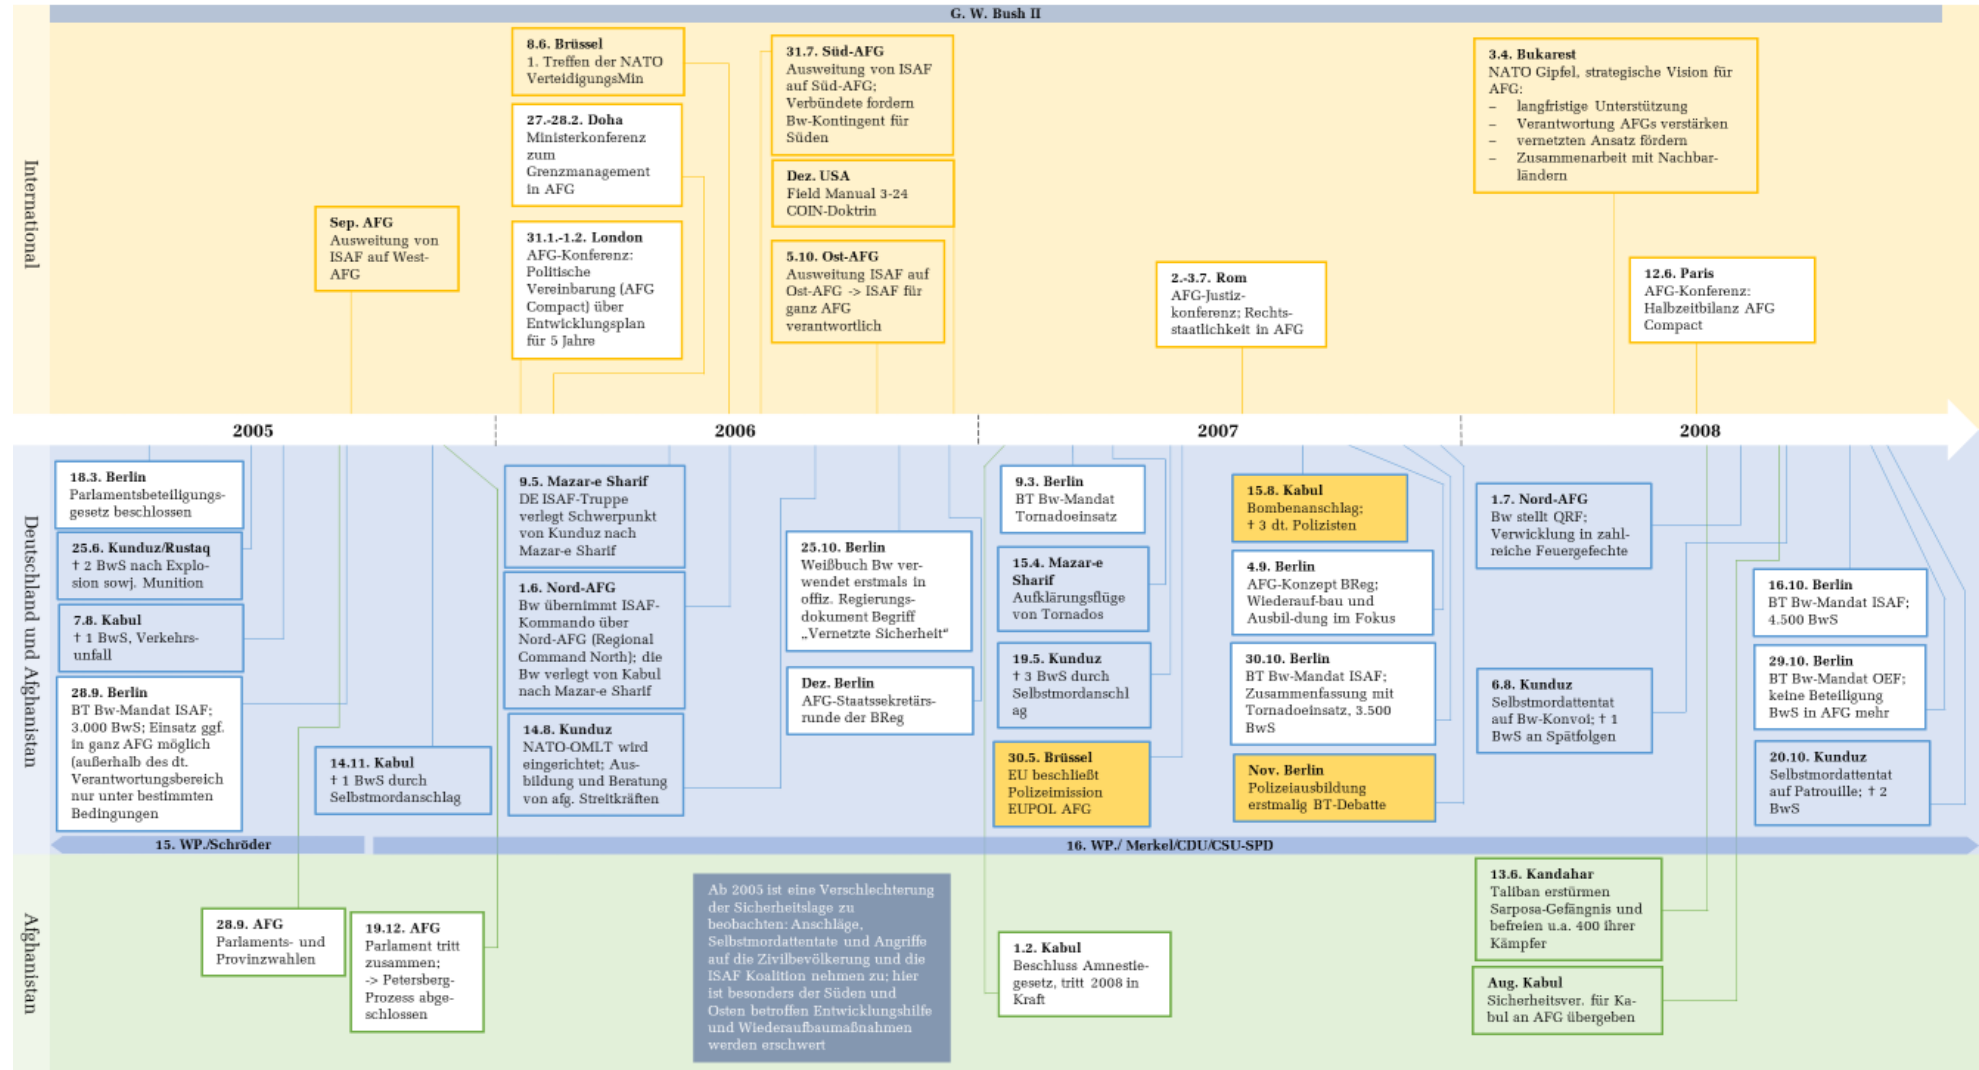 G. W. Bush II
International
8.6. Brüssel
1. Treffen der NATO
VerteidigungsMin
27.-28.2. Doha
Ministerkonferenz
zum
Grenzmanagement
in AFG
31.1.-1.2. London
AFG-Konferenz:
Politische
Vereinbarung (AFG
Compact) über
Entwicklungsplan
für 5 Jahre
Sep. AFG
Ausweitung von
ISAF auf West-
AFG
31.7. Süd-AFG
Ausweitung von ISAF
auf Süd-AFG;
Verbündete fordern
Bw-Kontingent für
Süden
Dez. USA
Field Manual 3-24
COIN-Doktrin
5.10. Ost-AFG
Ausweitung ISAF auf
Ost-AFG -> ISAF für
ganz AFG
verantwortlich
2.-3.7. Rom
AFG-Justiz-
konferenz; Rechts-
staatlichkeit in AFG
3.4. Bukarest
NATO Gipfel, strategische Vision für
AFG:
– langfristige Unterstützung
– Verantwortung AFGs verstärken
– vernetzten Ansatz fördern
– Zusammenarbeit mit Nachbar-
ländern
12.6. Paris
AFG-Konferenz:
Halbzeitbilanz AFG
Compact
2005
2006
2007
2008
Deutschland und Afghanistan
18.3. Berlin
Parlamentsbeteiligungs-
gesetz beschlossen
25.6. Kunduz/Rustaq
† 2 BwS nach Explo-
sion sowj. Munition
7.8. Kabul
† 1 BwS, Verkehrs-
unfall
28.9. Berlin
BT Bw-Mandat ISAF;
3.000 BwS; Einsatz ggf.
in ganz AFG möglich
(außerhalb des dt.
Verantwortungsbereich
nur unter bestimmten
Bedingungen
14.11. Kabul
† 1 BwS durch
Selbstmordanschlag
9.5. Mazar-e Sharif
DE ISAF-Truppe
verlegt Schwerpunkt
von Kunduz nach
Mazar-e Sharif
1.6. Nord-AFG
Bw übernimmt ISAF-
Kommando über
Nord-AFG (Regional
Command North); die
Bw verlegt von Kabul
nach Mazar-e Sharif
14.8. Kunduz
NATO-OMLT wird
eingerichtet; Aus-
bildung und Beratung
von afg. Streitkräften
25.10. Berlin
Weißbuch Bw ver-
wendet erstmals in
offiz. Regierungs-
dokument Begriff
„Vernetzte Sicherheit“
Dez. Berlin
AFG-Staatssekretärs-
runde der BReg
9.3. Berlin
BT Bw-Mandat
Tornadoeinsatz
15.4. Mazar-e
Sharif
Aufklärungsflüge
von Tornados
19.5. Kunduz
† 3 BwS durch
Selbstmordanschl
ag
30.5. Brüssel
EU beschließt
Polizeimission
EUPOL AFG
15.8. Kabul
Bombenanschlag;
† 3 dt. Polizisten
4.9. Berlin
AFG-Konzept BReg;
Wiederauf-bau und
Ausbil-dung im Fokus
30.10. Berlin
BT Bw-Mandat ISAF;
Zusammenfassung mit
Tornadoeinsatz, 3.500
BwS
Nov. Berlin
Polizeiausbildung
erstmalig BT-Debatte
1.7. Nord-AFG
Bw stellt QRF;
Verwicklung in zahl-
reiche Feuergefechte
6.8. Kunduz
Selbstmordattentat
auf Bw-Konvoi; † 1
BwS an Spätfolgen
16.10. Berlin
BT Bw-Mandat ISAF;
4.500 BwS
29.10. Berlin
BT Bw-Mandat OEF;
keine Beteiligung
BwS in AFG mehr
20.10. Kunduz
Selbstmordattentat
auf Patrouille; † 2
BwS
15. WP./Schröder
16. WP./ Merkel/CDU/CSU-SPD
Afghanistan
28.9. AFG
Parlaments- und
Provinzwahlen
19.12. AFG
Parlament tritt
zusammen;
-> Petersberg-
Prozess abge-
schlossen
Ab 2005 ist eine Verschlechterung
der Sicherheitslage zu
beobachten: Anschläge,
Selbstmordattentate und Angriffe
auf die Zivilbevölkerung und die
ISAF Koalition nehmen zu; hier
ist besonders der Süden und
Osten betroffen Entwicklungshilfe
und Wiederaufbaumaßnahmen
werden erschwert
1.2. Kabul
Beschluss Amnestie-
gesetz, tritt 2008 in
Kraft
13.6. Kandahar
Taliban erstürmen
Sarposa-Gefängnis und
befreien u.a. 400 ihrer
Kämpfer
Aug. Kabul
Sicherheitsver. für Ka-
bul an AFG übergeben